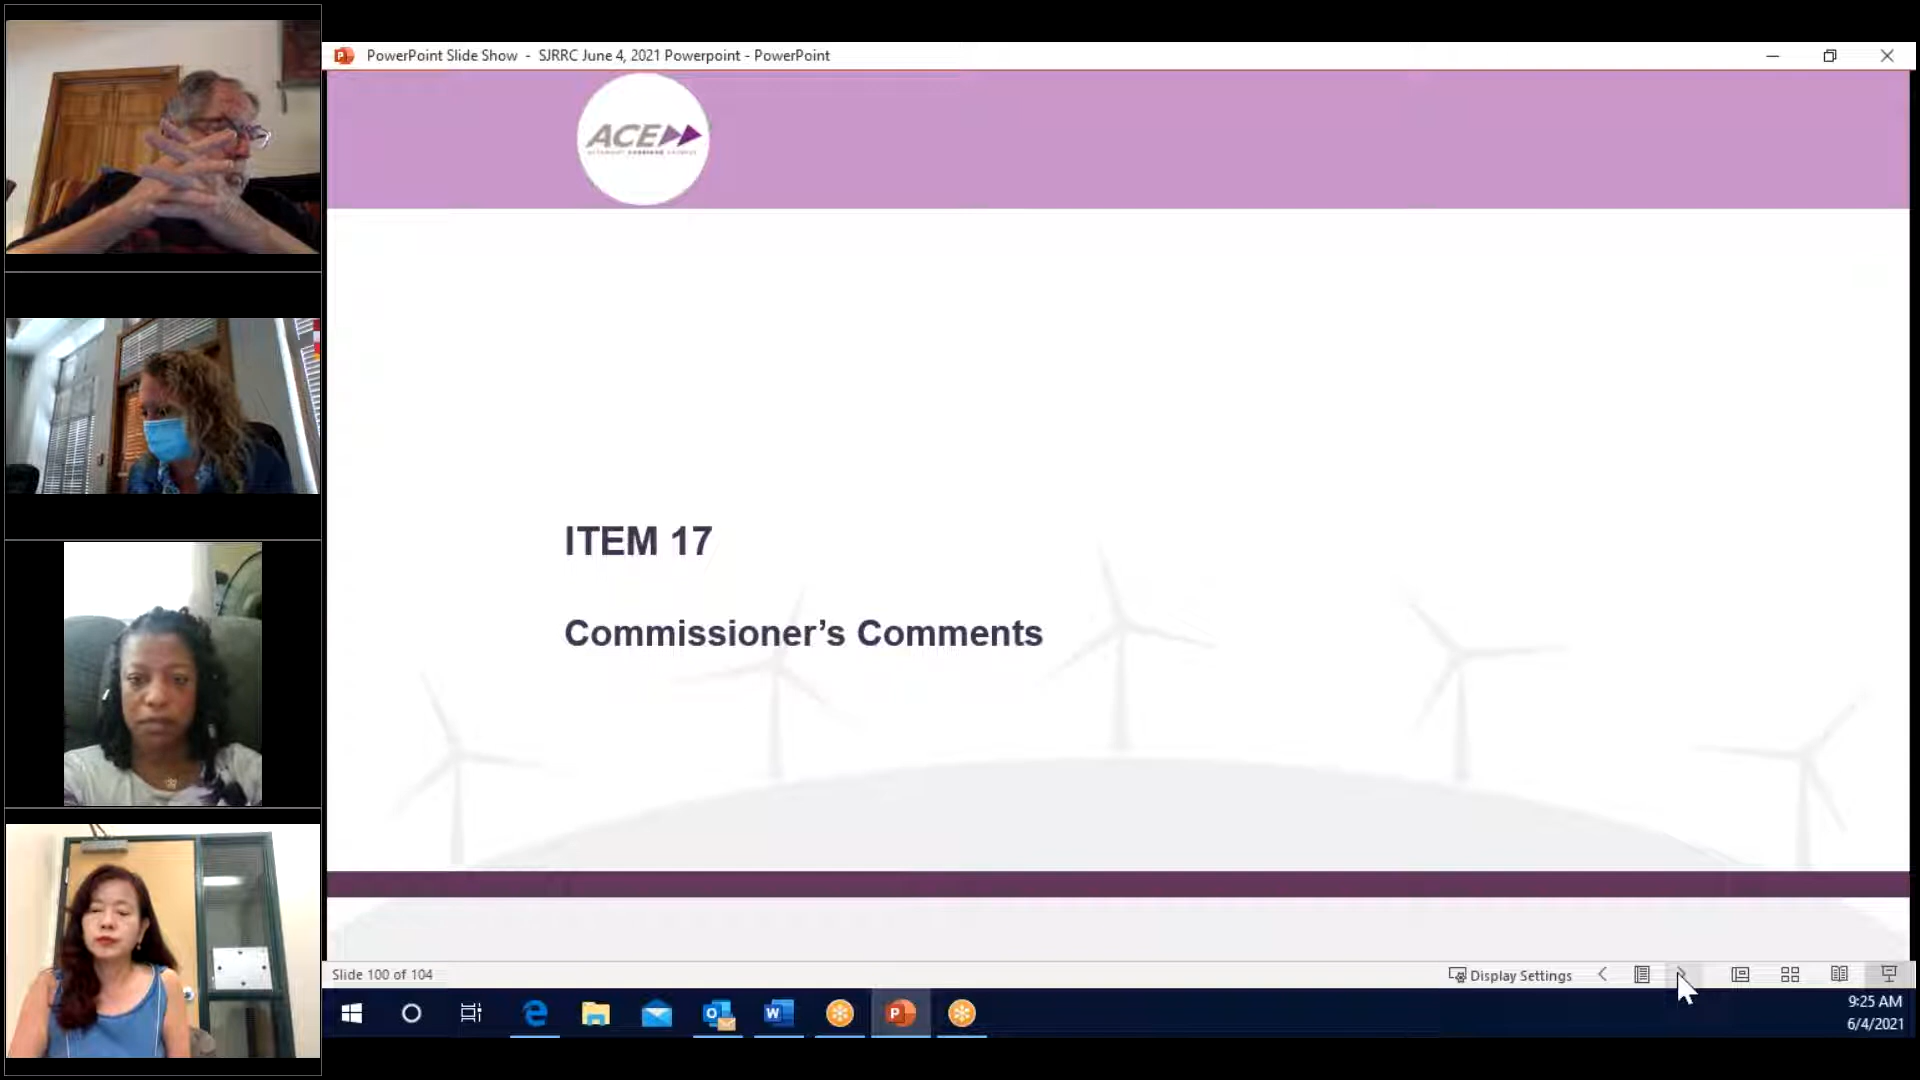 PowerPoint Slide Show - SJRRC June 4, 2021 Powerpoint - PowerPoint
ACE
ITEM 17
Commissioner’s Comments
Slide 100 of 104
Display Settings
9:25 AM
6/4/2021